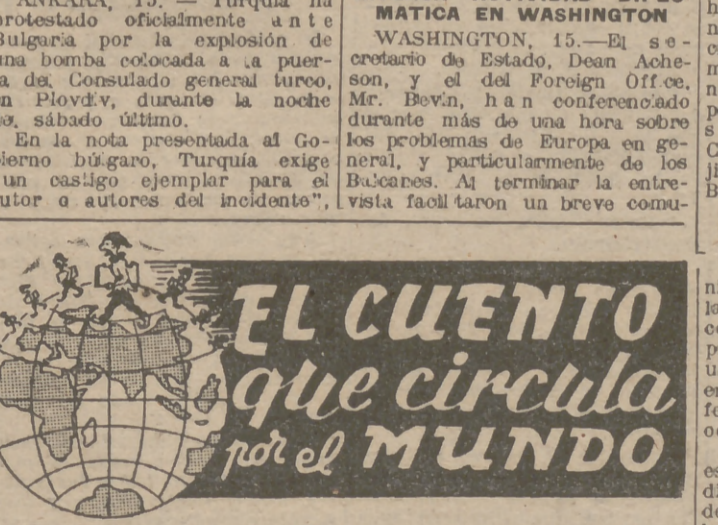 ANKARA, 15. — Turquía ha
protestado oficialmente ante
Bulgaria por la explosión de
una bomba colocada a la puer-
a del Consulado general turco,
en Plovdiv, durante la noche
sábado último.
En la nota presentada al Go-
bierno búlgaro, Turquía exige
"un castigo ejemplar para el
autor o autores del incidente",
MATICA EN WASHINGTON
WASHINGTON, 15.—El se-
cretario de Estado, Dean Ache-
son, y el del Foreign Office,
Mr. Bevin, han conferenciado
durante más de una hora sobre
los problemas de Europa en ge-
neral, y particularmente de los
Balcanes. Al terminar la entre-
vista facilitaron un breve comu-
EL CUENTO
que circula
por el MUNDO